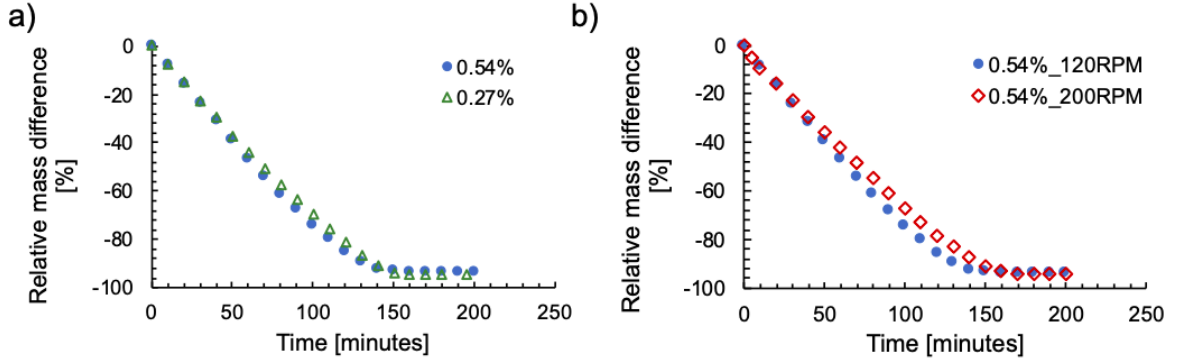 a)
0
-20
-40
-60
-80
-100
Relative mass difference
[%]
0.54%
0.27%
0 50 100 150 200 250
Time [minutes]
b)
0
-20
-40
-60
-80
-100
Relative mass difference
[%]
0.54%_120RPM
0.54%_200RPM
0 50 100 150 200 250
Time [minutes]